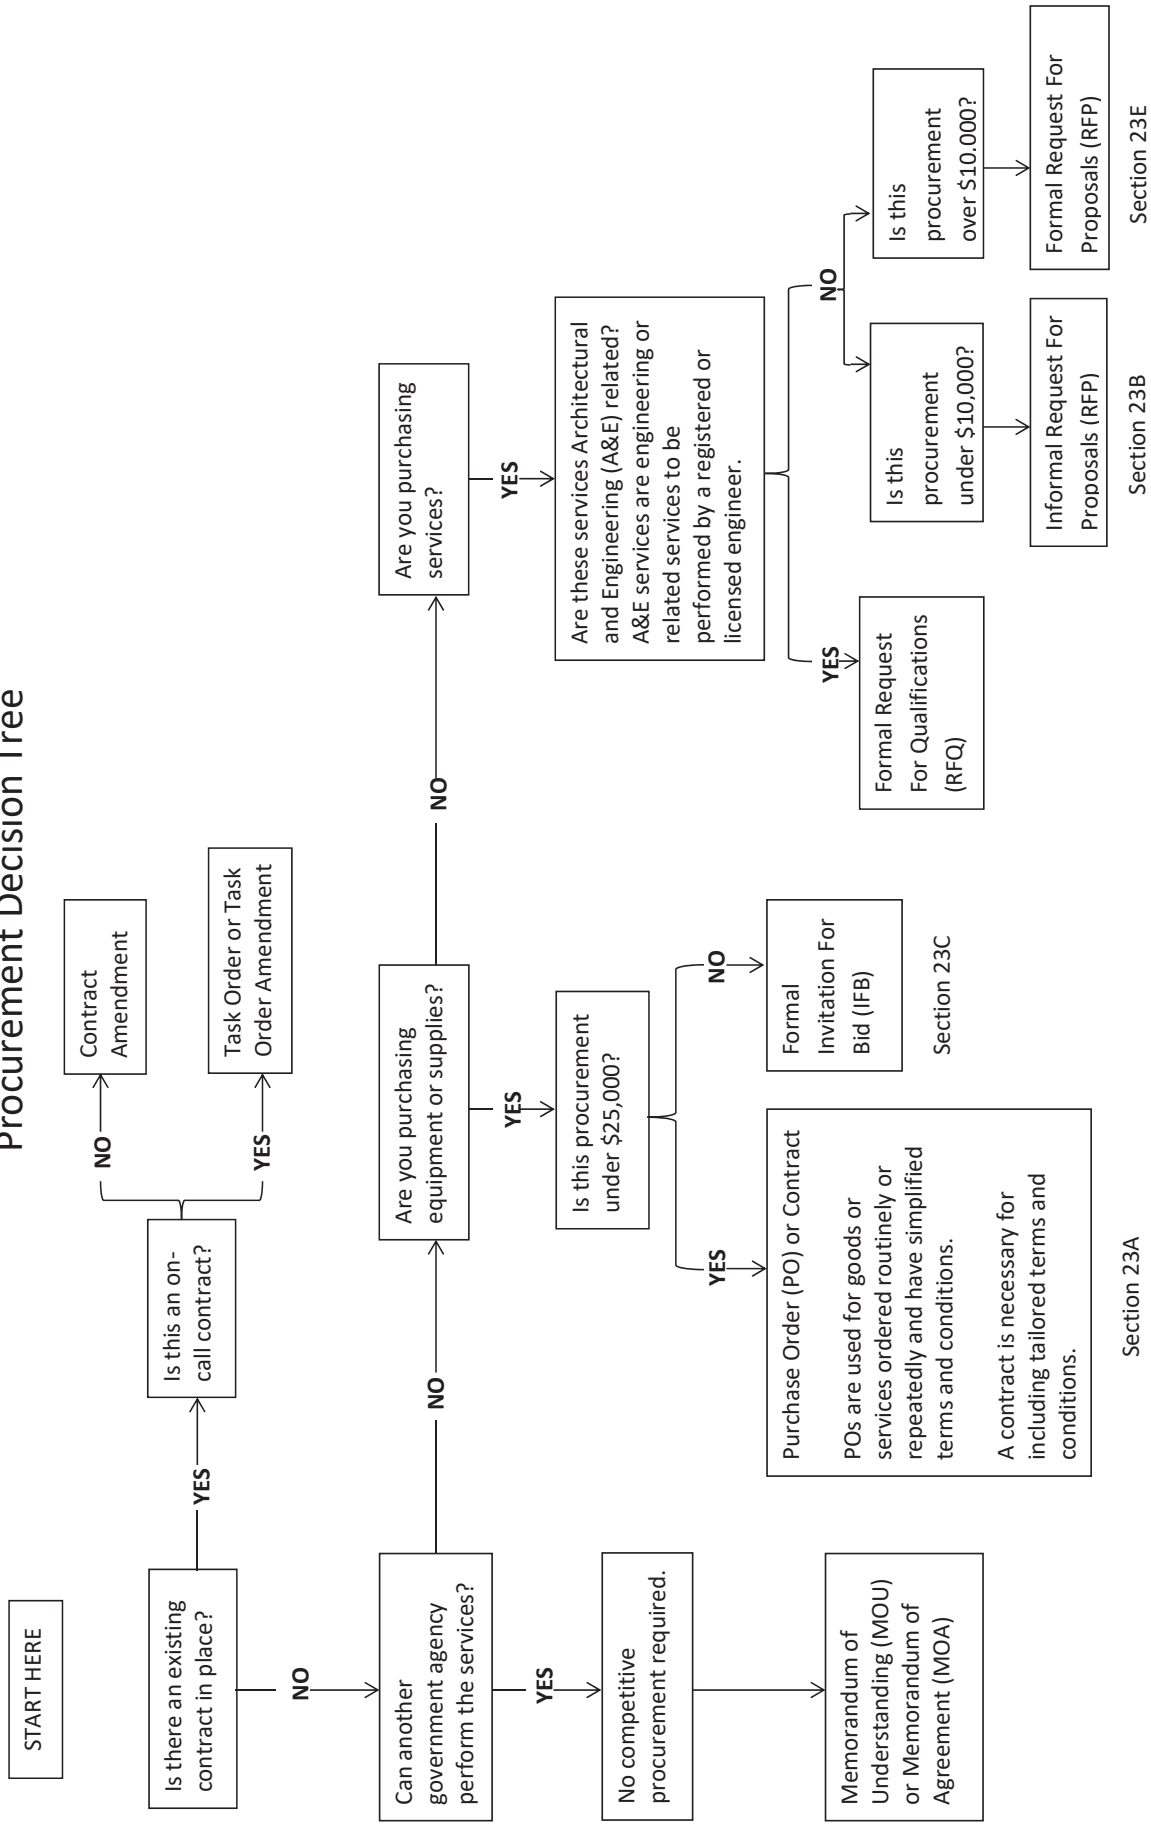 Procurement Decision Tree
START HERE
Is there an existing
contract in place?
YES
Is this an on-
call contract?
NO
Contract
Amendment
YES
Task Order or Task
Order Amendment
NO
Can another
government agency
perform the services?
YES
No competitive
procurement required.
Memorandum of
Understanding (MOU)
or Memorandum of
Agreement (MOA)
NO
Are you purchasing
equipment or supplies?
YES
Is this procurement
under $25,000?
YES
Purchase Order (PO) or Contract
POs are used for goods or
services ordered routinely or
repeatedly and have simplified
terms and conditions.
A contract is necessary for
including tailored terms and
conditions.
Section 23A
NO
Formal
Invitation For
Bid (IFB)
Section 23C
NO
Are you purchasing
services?
YES
Are these services Architectural
and Engineering (A&E) related?
A&E services are engineering or
related services to be
performed by a registered or
licensed engineer.
YES
Formal Request
For Qualifications
(RFQ)
NO
Is this
procurement
under $10,000?
Informal Request For
Proposals (RFP)
Section 23B
Is this
procurement
over $10.000?
Formal Request For
Proposals (RFP)
Section 23E